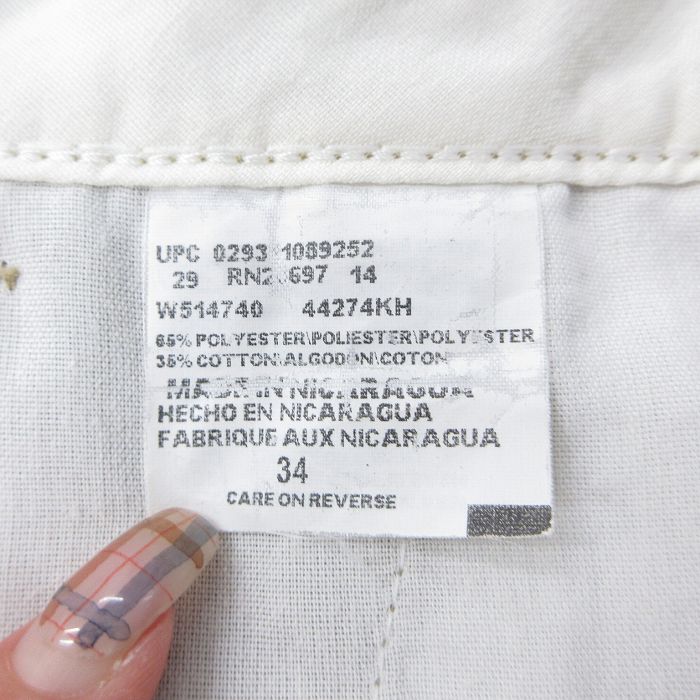 UPC 0293 1089252
29 14
W514740 44274KH
65% POLYESTER\POLIESTER\POLYESTER
35% COTTON\ALGODON\COTON
MADE IN NICARAGUA
HECHO EN NICARAGUA
FABRIQUE AUX NICARAGUA
34
CARE ON REVERSE